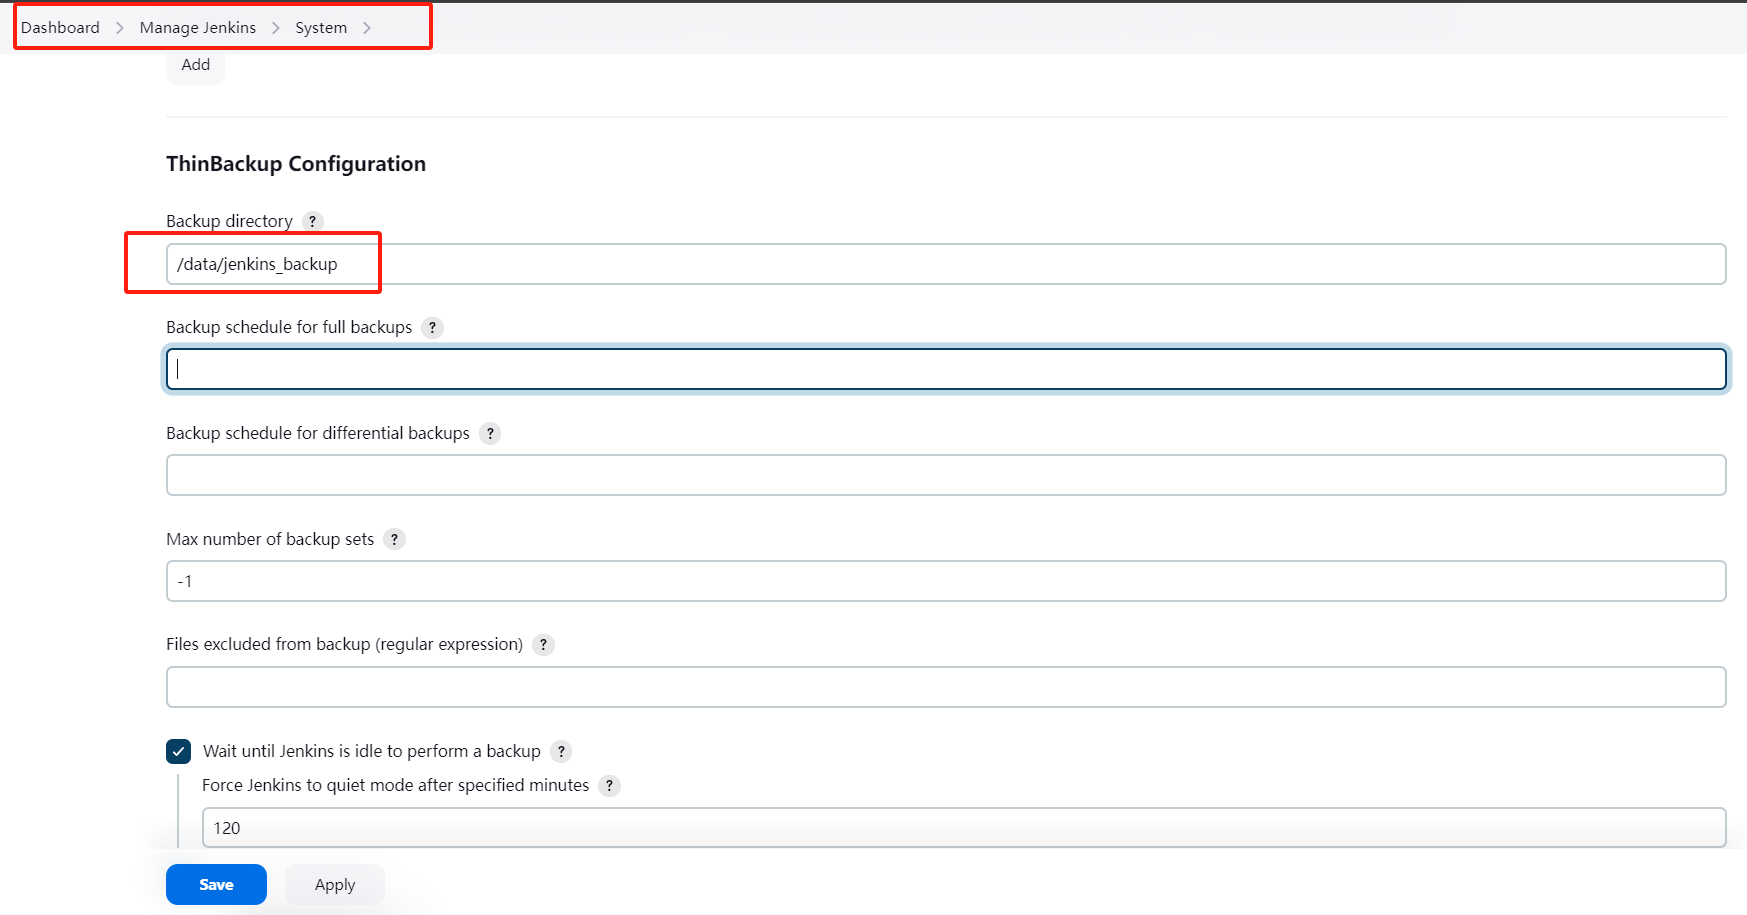 Dashboard > Manage Jenkins > System >
Add
ThinBackup Configuration
Backup directory ?
/data/jenkins_backup
Backup schedule for full backups ?
Backup schedule for differential backups ?
Max number of backup sets ?
-1
Files excluded from backup (regular expression) ?
Wait until Jenkins is idle to perform a backup ?
Force Jenkins to quiet mode after specified minutes ?
120
Save Apply